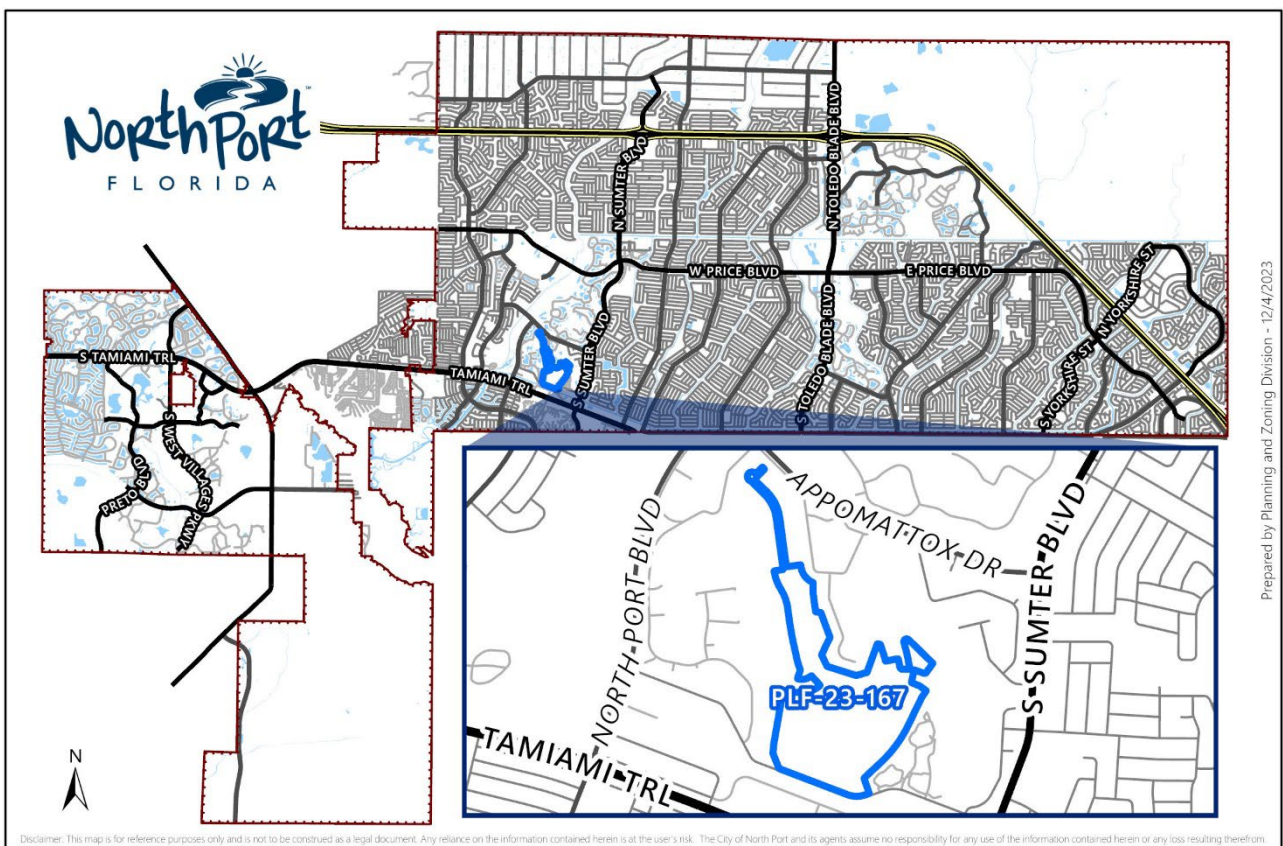 North Port
FLORIDA
N SUMTER BLVD
N TOLEDO BLADE BLVD
W PRICE BLVD
E PRICE BLVD
N YORKSHIRE ST
S YORKSHIRE ST
S TAMIAMI TRL
TAMIAMI TRL
S SUMTER BLVD
S TOLEDO BLADE BLVD
S WEST VILLAGES PKWY
PRETO BLVD
APPOMATTOX DR
NORTH PORT BLVD
S SUMTER BLVD
PLF-23-167
TAMIAMI TRL
N
Prepared by Planning and Zoning Division - 12/4/2023
Disclaimer: This map is for reference purposes only and is not to be construed as a legal document. Any reliance on the information contained herein is at the user's risk. The City of North Port and its agents assume no responsibility for any use of the information contained herein or any loss resulting therefrom.